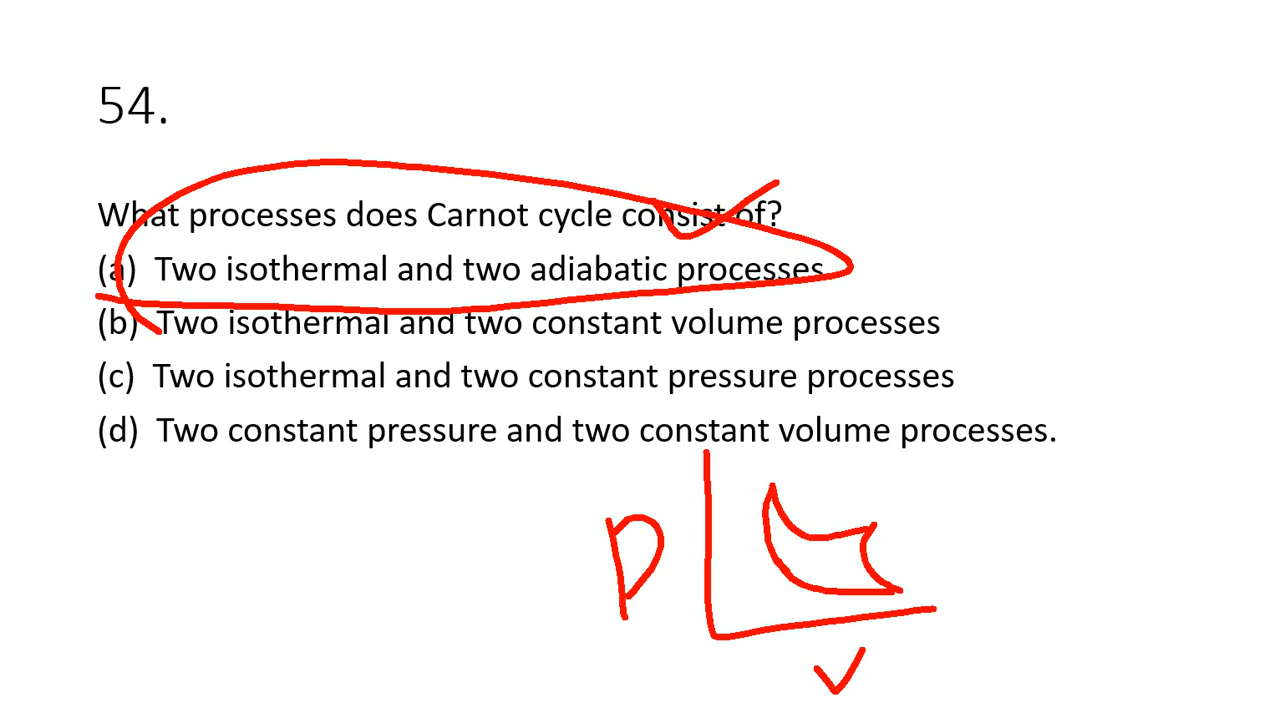 54.
What processes does Carnot cycle consist of?
(a) Two isothermal and two adiabatic processes
(b) Two isothermal and two constant volume processes
(c) Two isothermal and two constant pressure processes
(d) Two constant pressure and two constant volume processes.
P
V